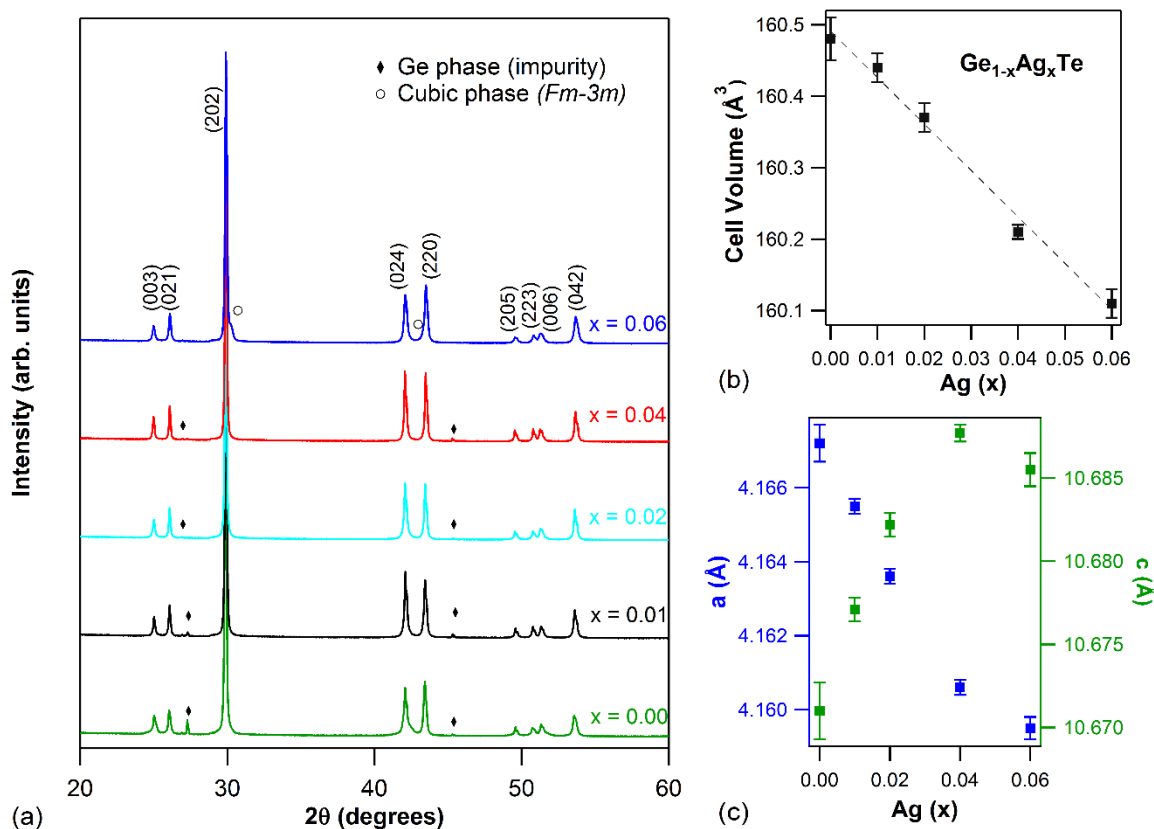 Ge phase (impurity)
Cubic phase (Fm-3m)
(202)
(003)
(021)
(024)
(220)
(205)
(223)
(006)
(042)
x = 0.06
x = 0.04
x = 0.02
x = 0.01
x = 0.00
Intensity (arb. units)
20 30 40 50 60
2θ (degrees)
(a)
Ge1-xAgxTe
160.5
160.4
160.3
160.2
160.1
Cell Volume (Å3)
0.00 0.01 0.02 0.03 0.04 0.05 0.06
Ag (x)
(b)
4.166
4.164
4.162
4.160
a (Å)
10.685
10.680
10.675
10.670
c (Å)
0.00 0.02 0.04 0.06
Ag (x)
(c)